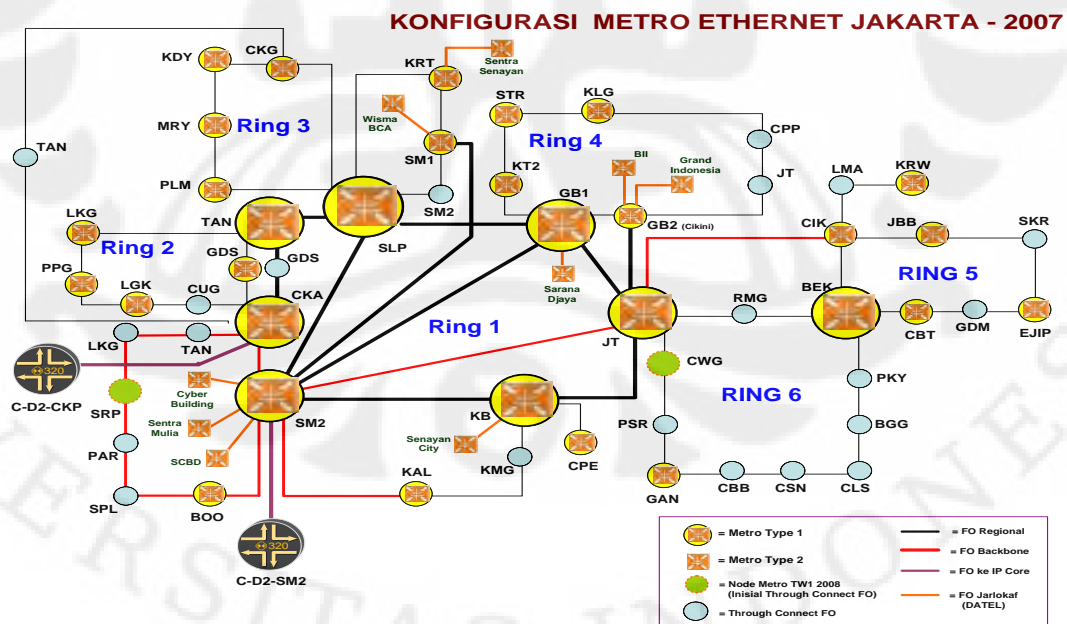 KONFIGURASI METRO ETHERNET JAKARTA - 2007
KDY
CKG
KRT
Sentra
Senayan
Wisma
BCA
STR
KLG
MRY
Ring 3
Ring 4
CPP
TAN
SM1
BII
Grand
Indonesia
KT2
LMA
KRW
PLM
JT
SM2
GB1
LKG
TAN
SLP
GB2 (Cikini)
CIK
JBB
SKR
Ring 2
GDS
GDS
PPG
RING 5
LGK
CUG
CKA
Sarana
Djaya
RMG
BEK
Ring 1
GDM
CBT
EJIP
LKG
TAN
JT
CWG
320
C-D2-CKP
SRP
Cyber
Building
PKY
RING 6
SM2
KB
Sentra
Mulia
PSR
BGG
PAR
Senayan
City
SCBD
KMG
CPE
KAL
GAN
CBB
CSN
CLS
SPL
BOO
320
C-D2-SM2
= Metro Type 1
= FO Regional
= Metro Type 2
= FO Backbone
= FO ke IP Core
= Node Metro TW1 2008
(Inisial Through Connect FO)
= FO Jarlokaf
(DATEL)
= Through Connect FO
UNIVERSITAS INDONESIA